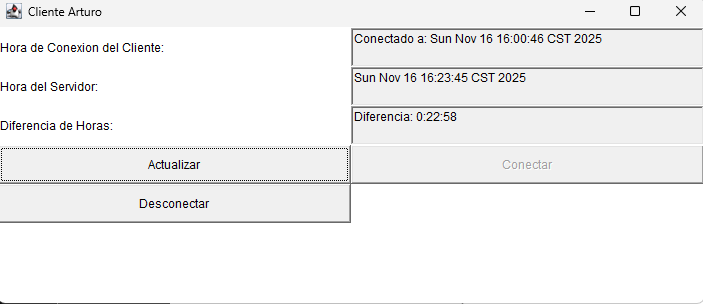 Cliente Arturo
Hora de Conexion del Cliente:
Conectado a: Sun Nov 16 16:00:46 CST 2025
Hora del Servidor:
Sun Nov 16 16:23:45 CST 2025
Diferencia de Horas:
Diferencia: 0:22:58
Actualizar
Conectar
Desconectar